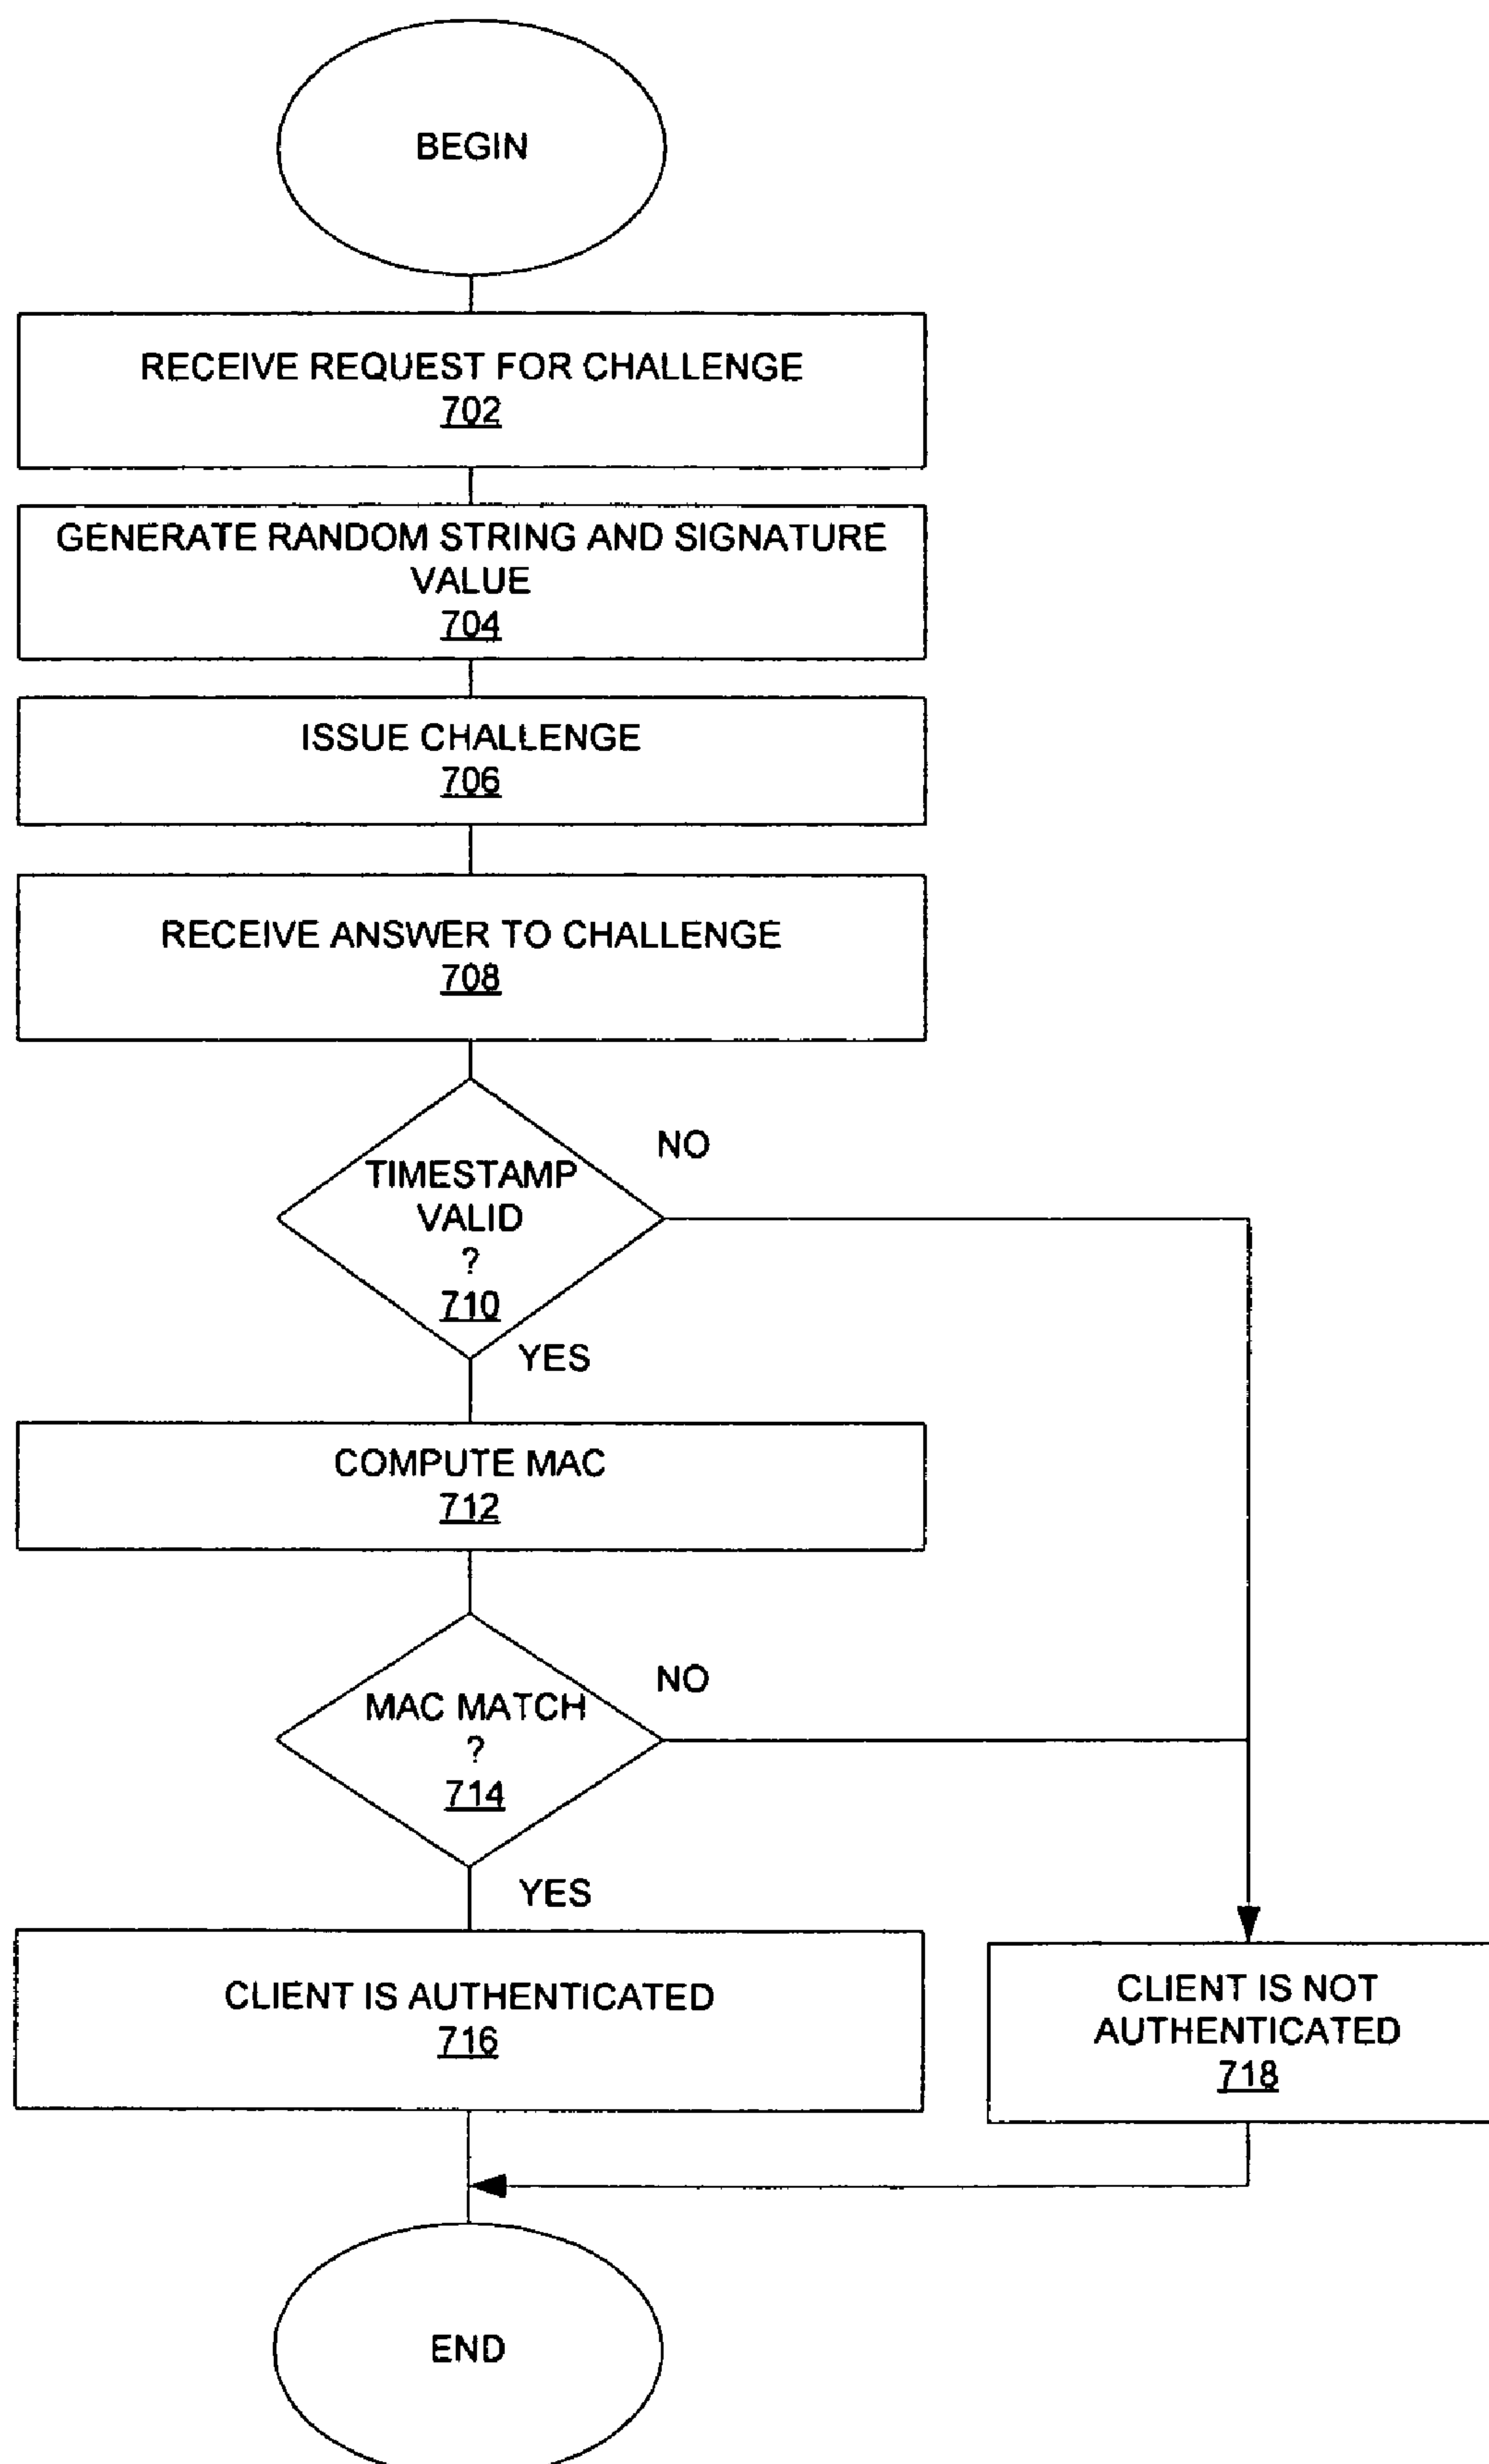 BEGIN
RECEIVE REQUEST FOR CHALLENGE
702
GENERATE RANDOM STRING AND SIGNATURE
VALUE
704
ISSUE CHALLENGE
706
RECEIVE ANSWER TO CHALLENGE
708
NO
TIMESTAMP
VALID
?
710
YES
COMPUTE MAC
712
NO
MAC MATCH
?
714
YES
CLIENT IS AUTHENTICATED
716
CLIENT IS NOT
AUTHENTICATED
718
END